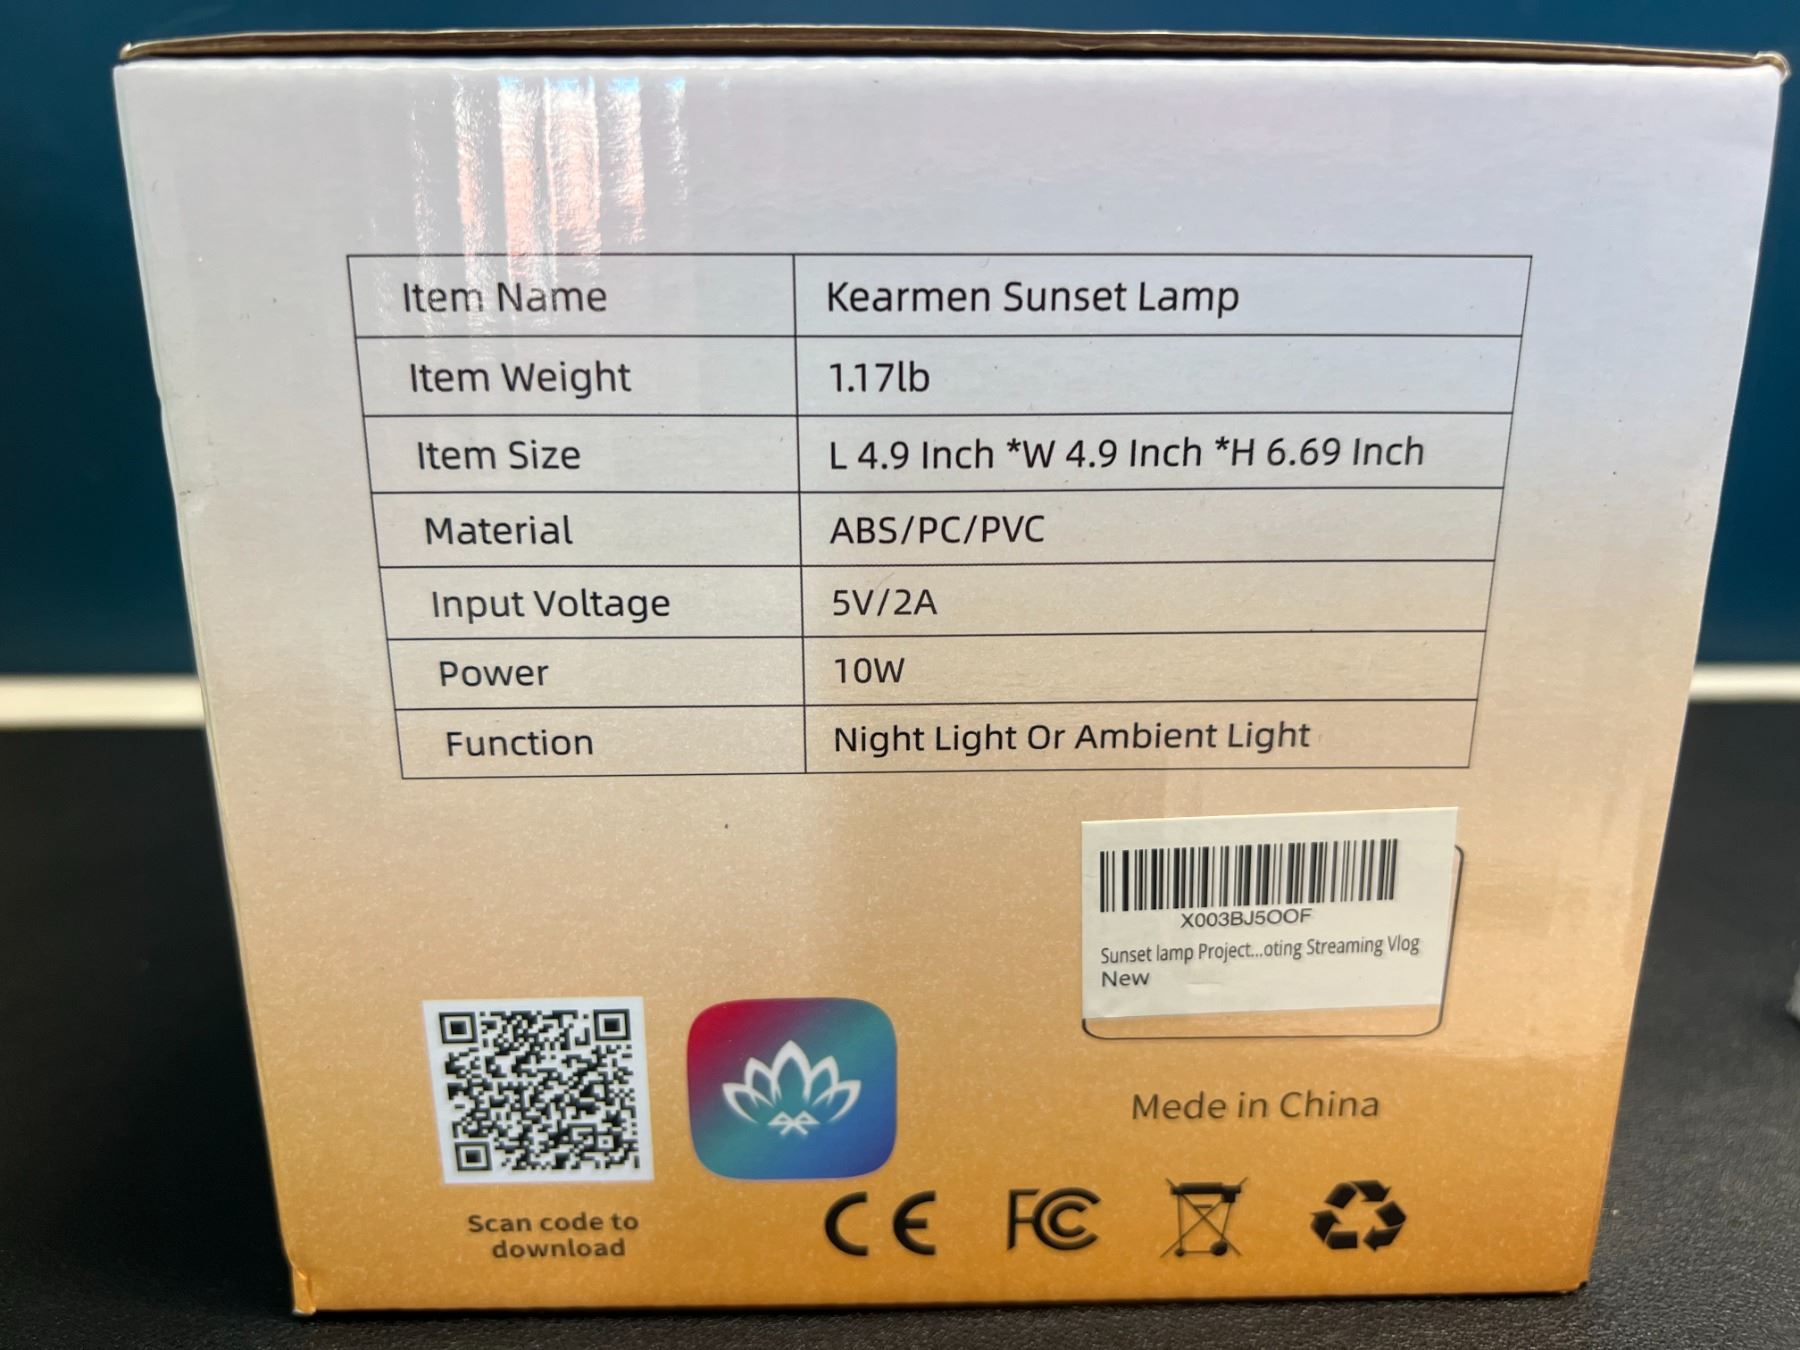 Item Name Kearmen Sunset Lamp
Item Weight 1.17lb
Item Size L 4.9 Inch *W 4.9 Inch *H 6.69 Inch
Material ABS/PC/PVC
Input Voltage 5V/2A
Power 10W
Function Night Light Or Ambient Light
X003BJ5OOF
Sunset lamp Project...oting Streaming Vlog
New
Mede in China
Scan code to
download
CE FC